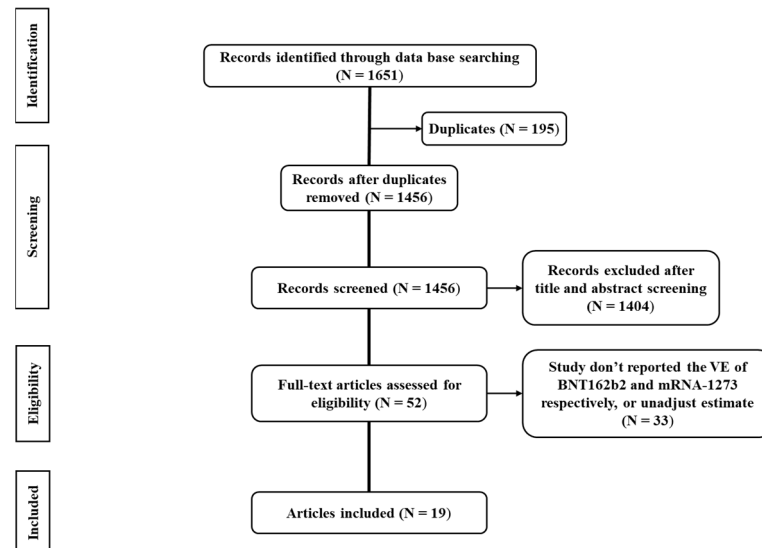 Identification
Records identified through data base searching
(N = 1651)
Duplicates (N = 195)
Screening
Records after duplicates
removed (N = 1456)
Records screened (N = 1456)
Records excluded after
title and abstract screening
(N = 1404)
Eligibility
Full-text articles assessed for
eligibility (N = 52)
Study don't reported the VE of
BNT162b2 and mRNA-1273
respectively, or unadjust estimate
(N = 33)
Included
Articles included (N = 19)